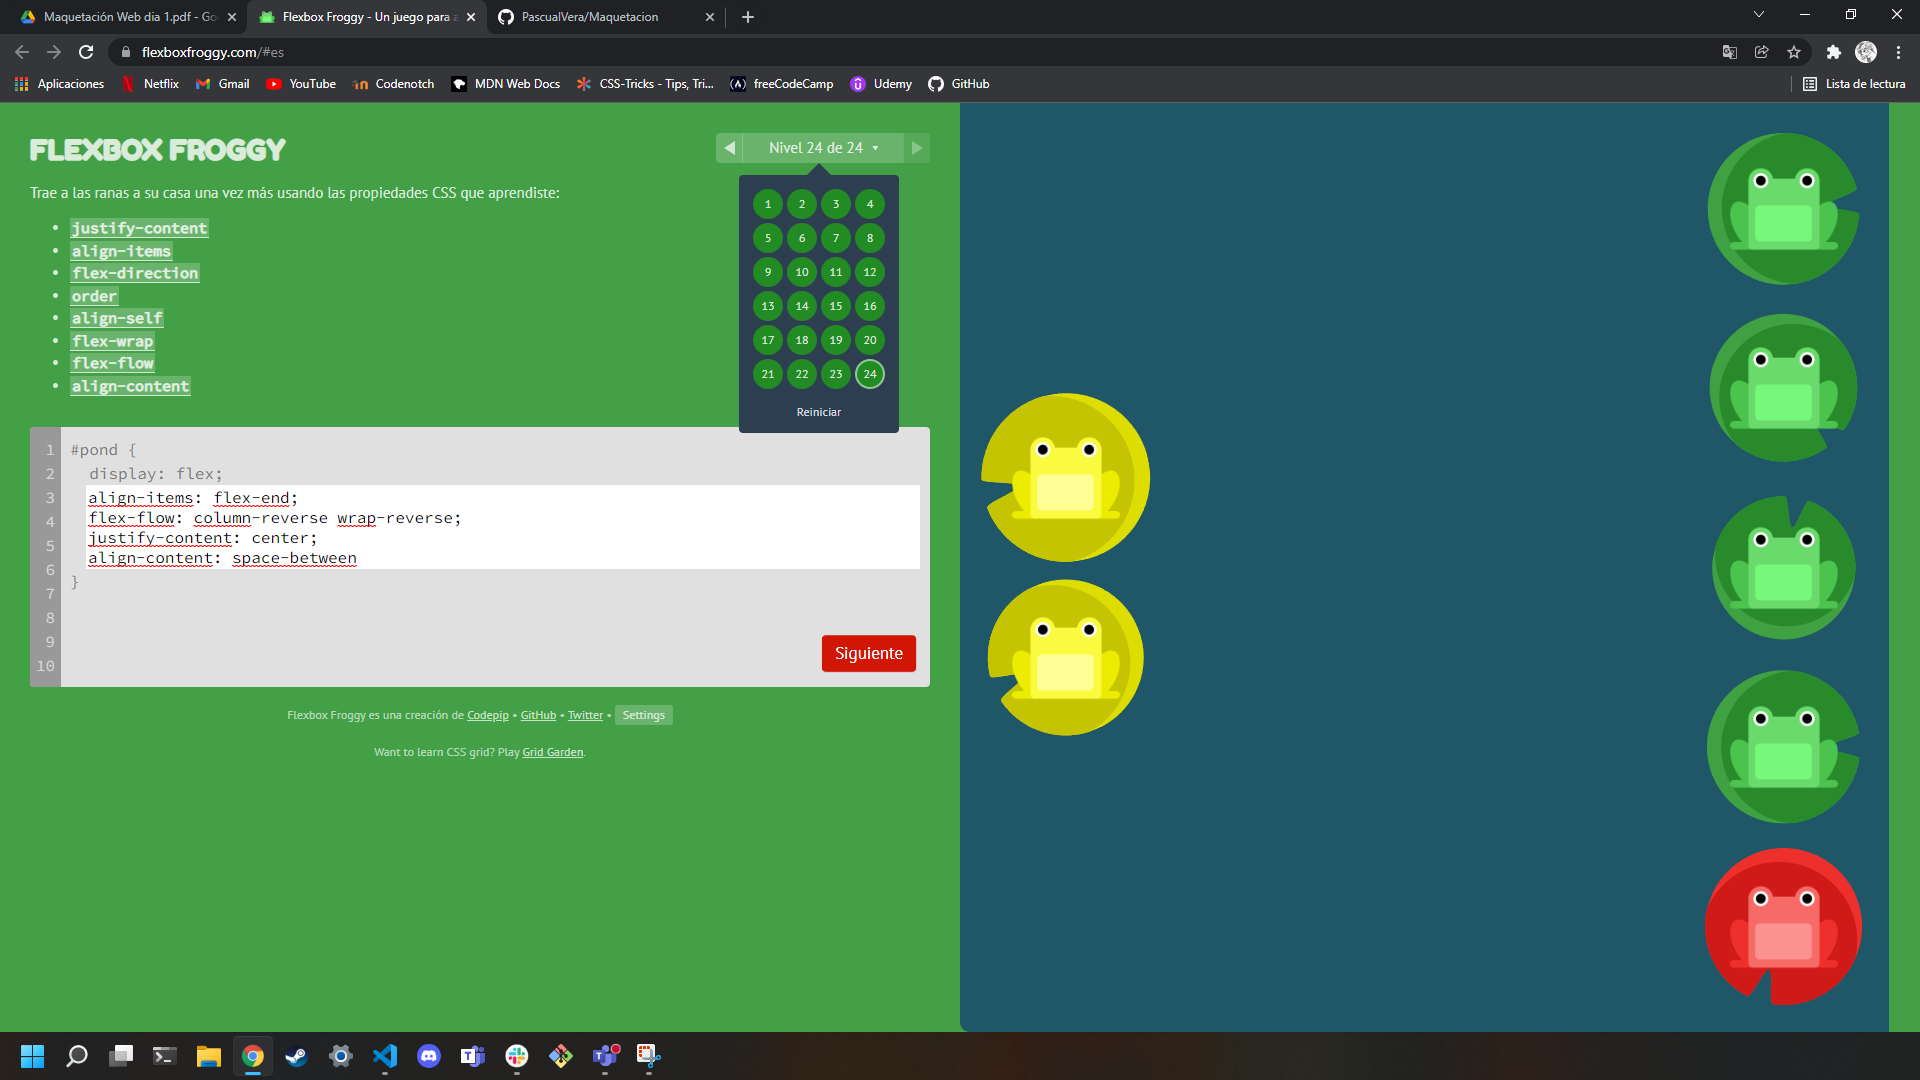 Maquetación Web dia 1.pdf - Go
Flexbox Froggy - Un juego para a
PascualVera/Maquetacion
flexboxfroggy.com/#es
Aplicaciones
Netflix
Gmail
YouTube
Codenotch
MDN Web Docs
CSS-Tricks - Tips, Tri...
freeCodeCamp
Udemy
GitHub
Lista de lectura
FLEXBOX FROGGY
Nivel 24 de 24
Trae a las ranas a su casa una vez más usando las propiedades CSS que aprendiste:
justify-content
align-items
flex-direction
order
align-self
flex-wrap
flex-flow
align-content
1 2 3 4
5 6 7 8
9 10 11 12
13 14 15 16
17 18 19 20
21 22 23 24
Reiniciar
1
2
3
4
5
6
7
8
9
10
#pond {
display: flex;
align-items: flex-end;
flex-flow: column-reverse wrap-reverse;
justify-content: center;
align-content: space-between
}
Siguiente
Flexbox Froggy es una creación de Codepip • GitHub • Twitter • Settings
Want to learn CSS grid? Play Grid Garden.